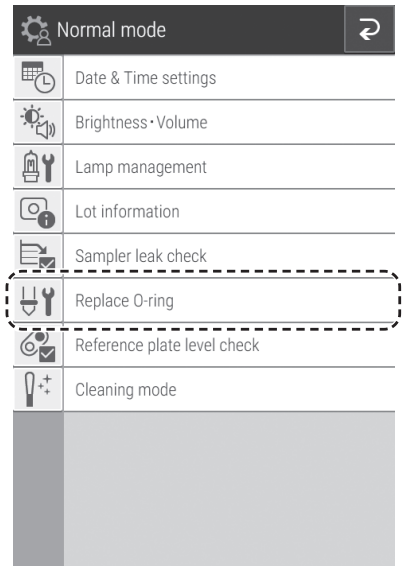 Normal mode
Date & Time settings
Brightness・Volume
Lamp management
Lot information
Sampler leak check
Replace O-ring
Reference plate level check
Cleaning mode